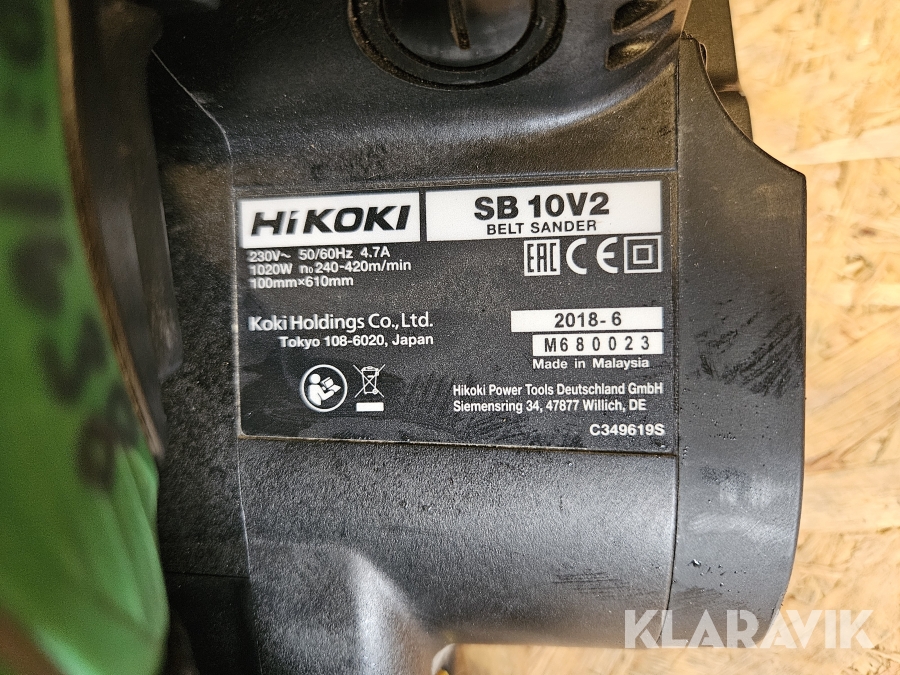 HiKOKI
SB 10V2
BELT SANDER
230V~ 50/60Hz 4.7A
1020W n₀240-420m/min
100mm×610mm
EAC CE
Koki Holdings Co., Ltd.
Tokyo 108-6020, Japan
2018-6
M680023
Made in Malaysia
Hikoki Power Tools Deutschland GmbH
Siemensring 34, 47877 Willich, DE
C349619S
KLARAVIK